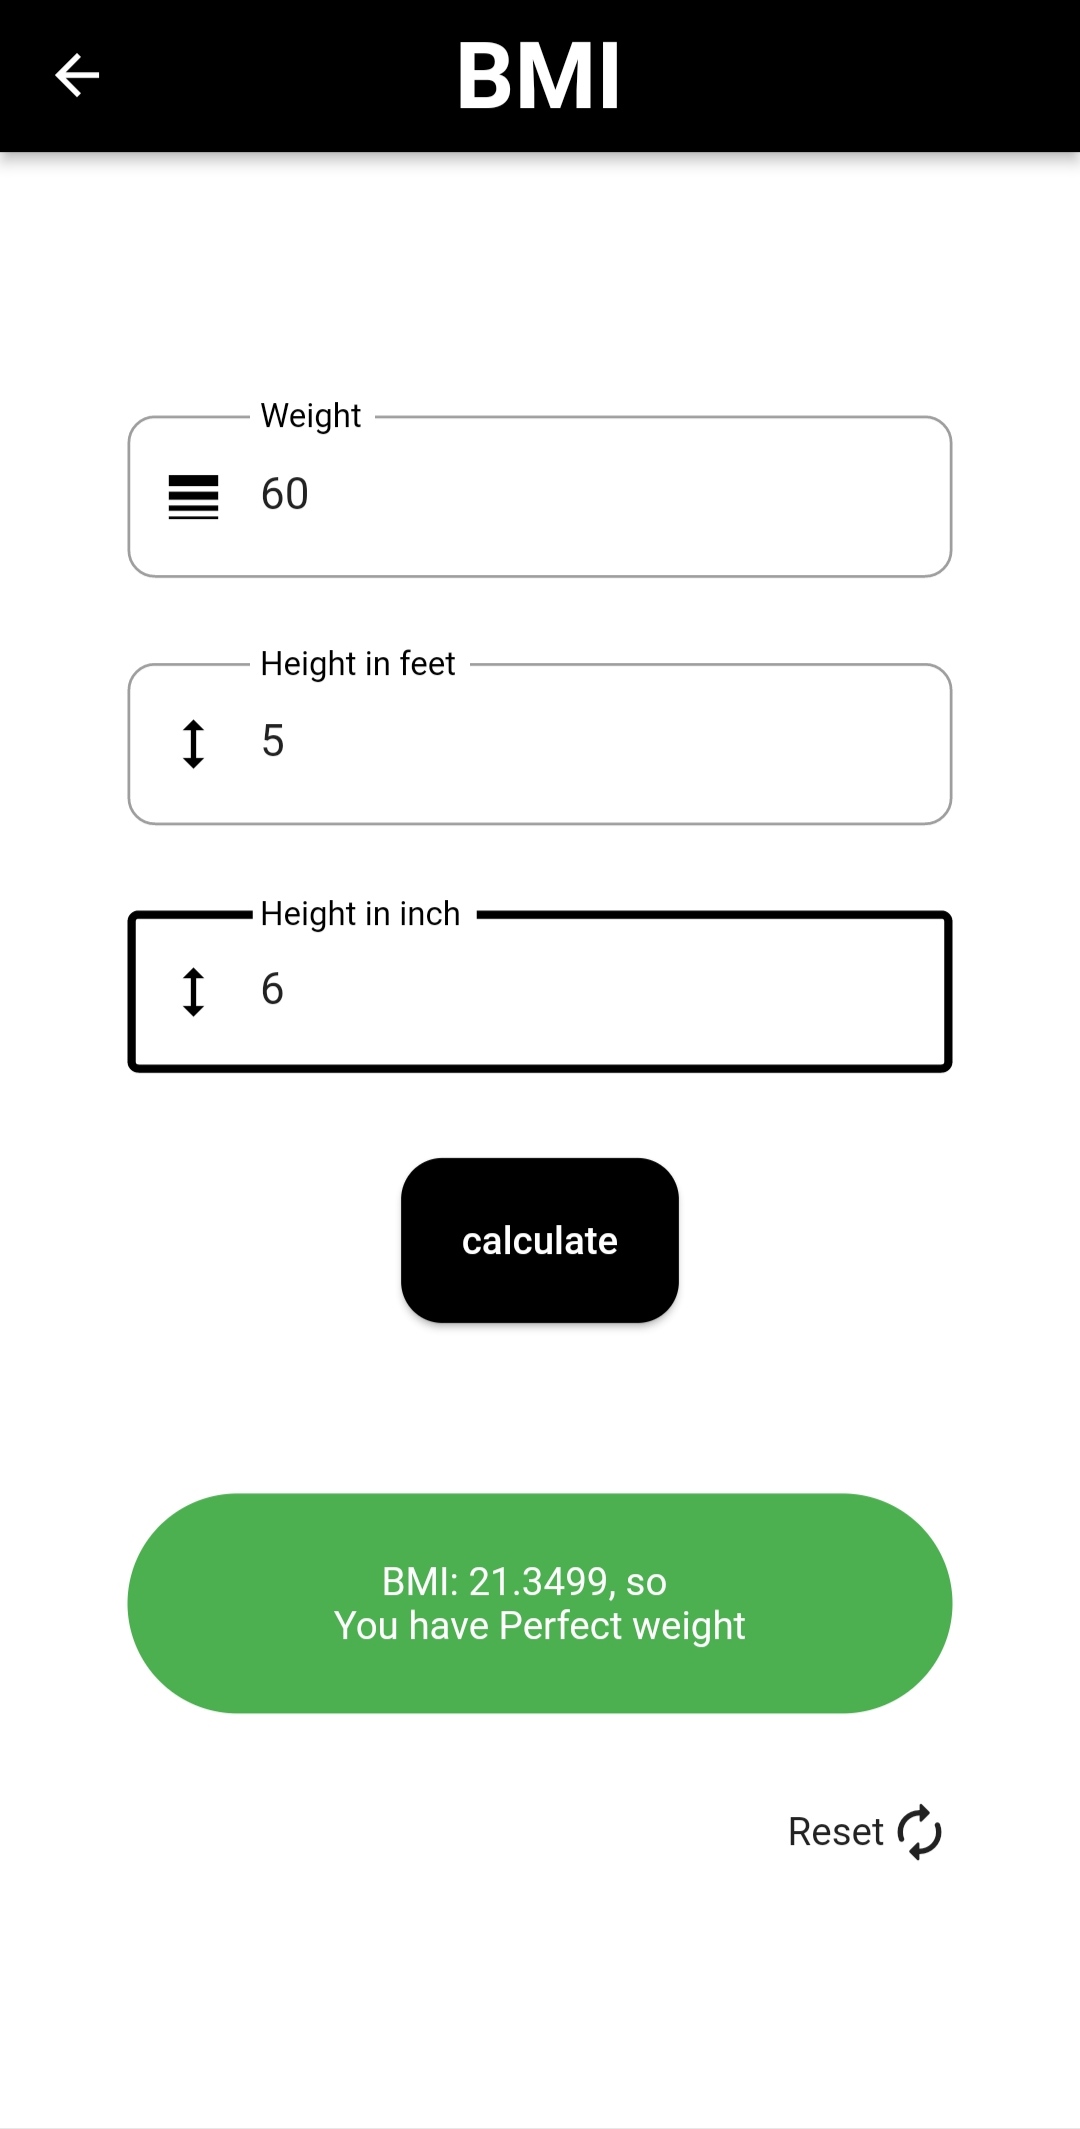 BMI
Weight
60
Height in feet
5
Height in inch
6
calculate
BMI: 21.3499, so
You have Perfect weight
Reset